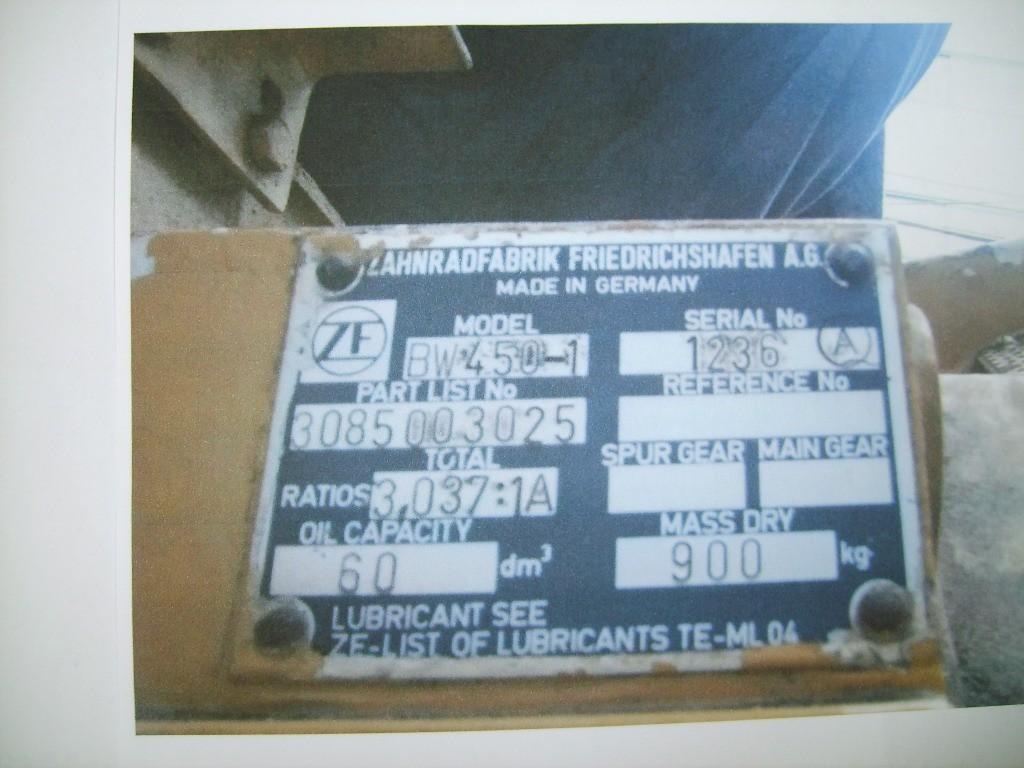 ZAHNRADFABRIK FRIEDRICHSHAFEN A.G.
MADE IN GERMANY
ZF
MODEL
BW 450-1
SERIAL No
1236 A
PART LIST No
3085 003 025
REFERENCE No
TOTAL
RATIOS 3,037:1A
SPUR GEAR
MAIN GEAR
OIL CAPACITY
60 dm³
MASS DRY
900 kg
LUBRICANT SEE
ZF-LIST OF LUBRICANTS TE-ML 04